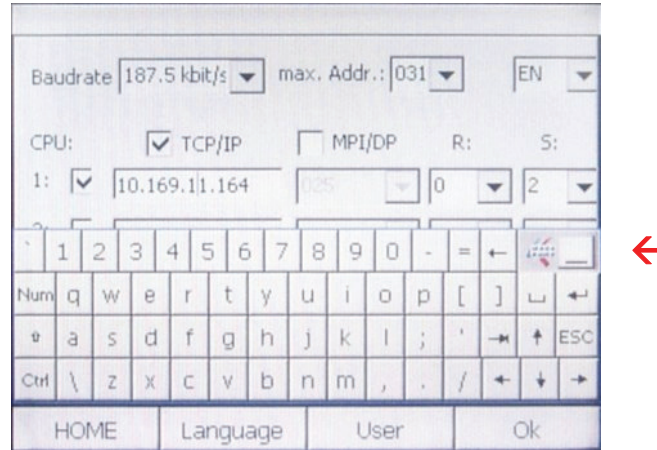 Baudrate 187.5 kbit/s max. Addr.: 031 EN
CPU: TCP/IP MPI/DP R: S:
1: 10.169.11.164 025 0 2
` 1 2 3 4 5 6 7 8 9 0 - = ←
Num q w e r t y u i o p [ ]
a s d f g h j k l ; ' ESC
Ctrl \ z x c v b n m , . /
HOME Language User Ok